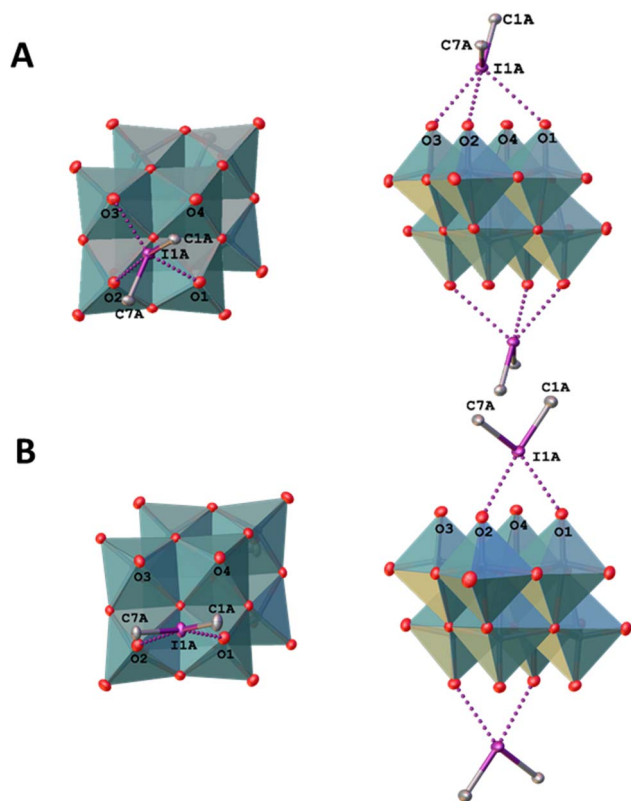 A
C1A
C7A
I1A
O3 O2 O4 O1
O3 O4
C1A
I1A
O2 O1
C7A
B
C1A
C7A
I1A
O3 O2 O4 O1
O3 O4
C7A C1A
I1A
O2 O1